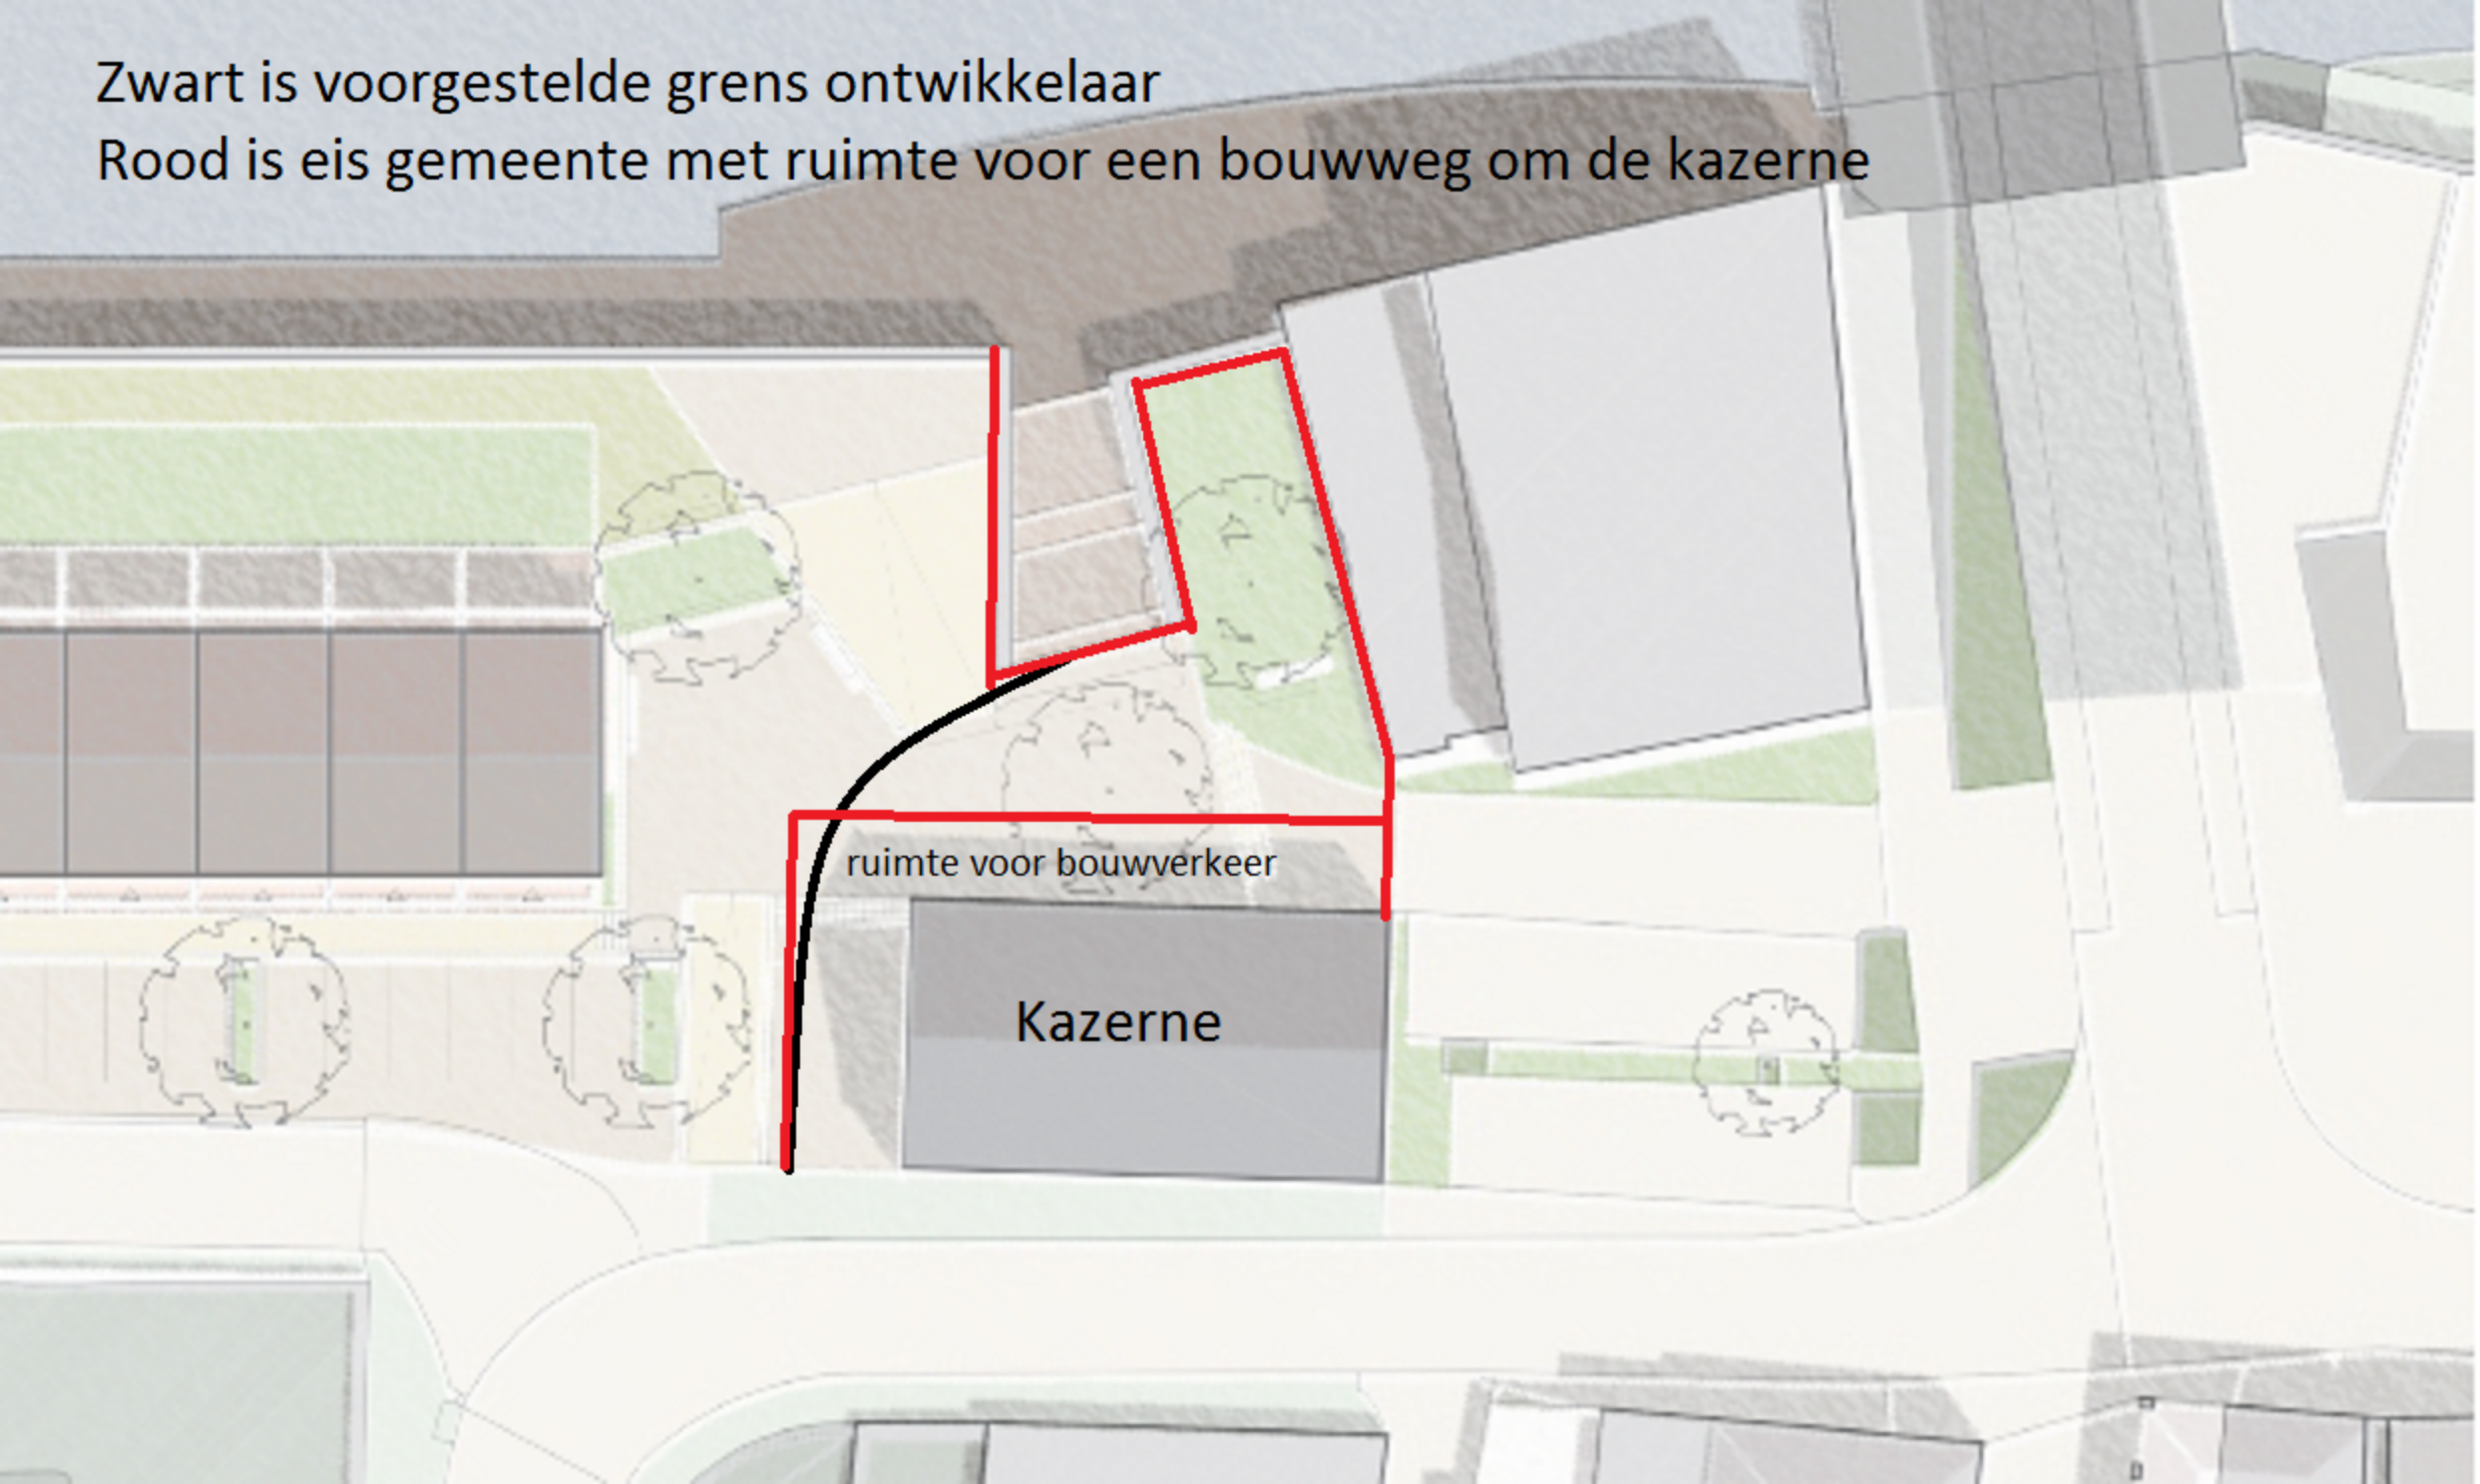 Zwart is voorgestelde grens ontwikkelaar
Rood is eis gemeente met ruimte voor een bouwweg om de kazerne
ruimte voor bouwverkeer
Kazerne